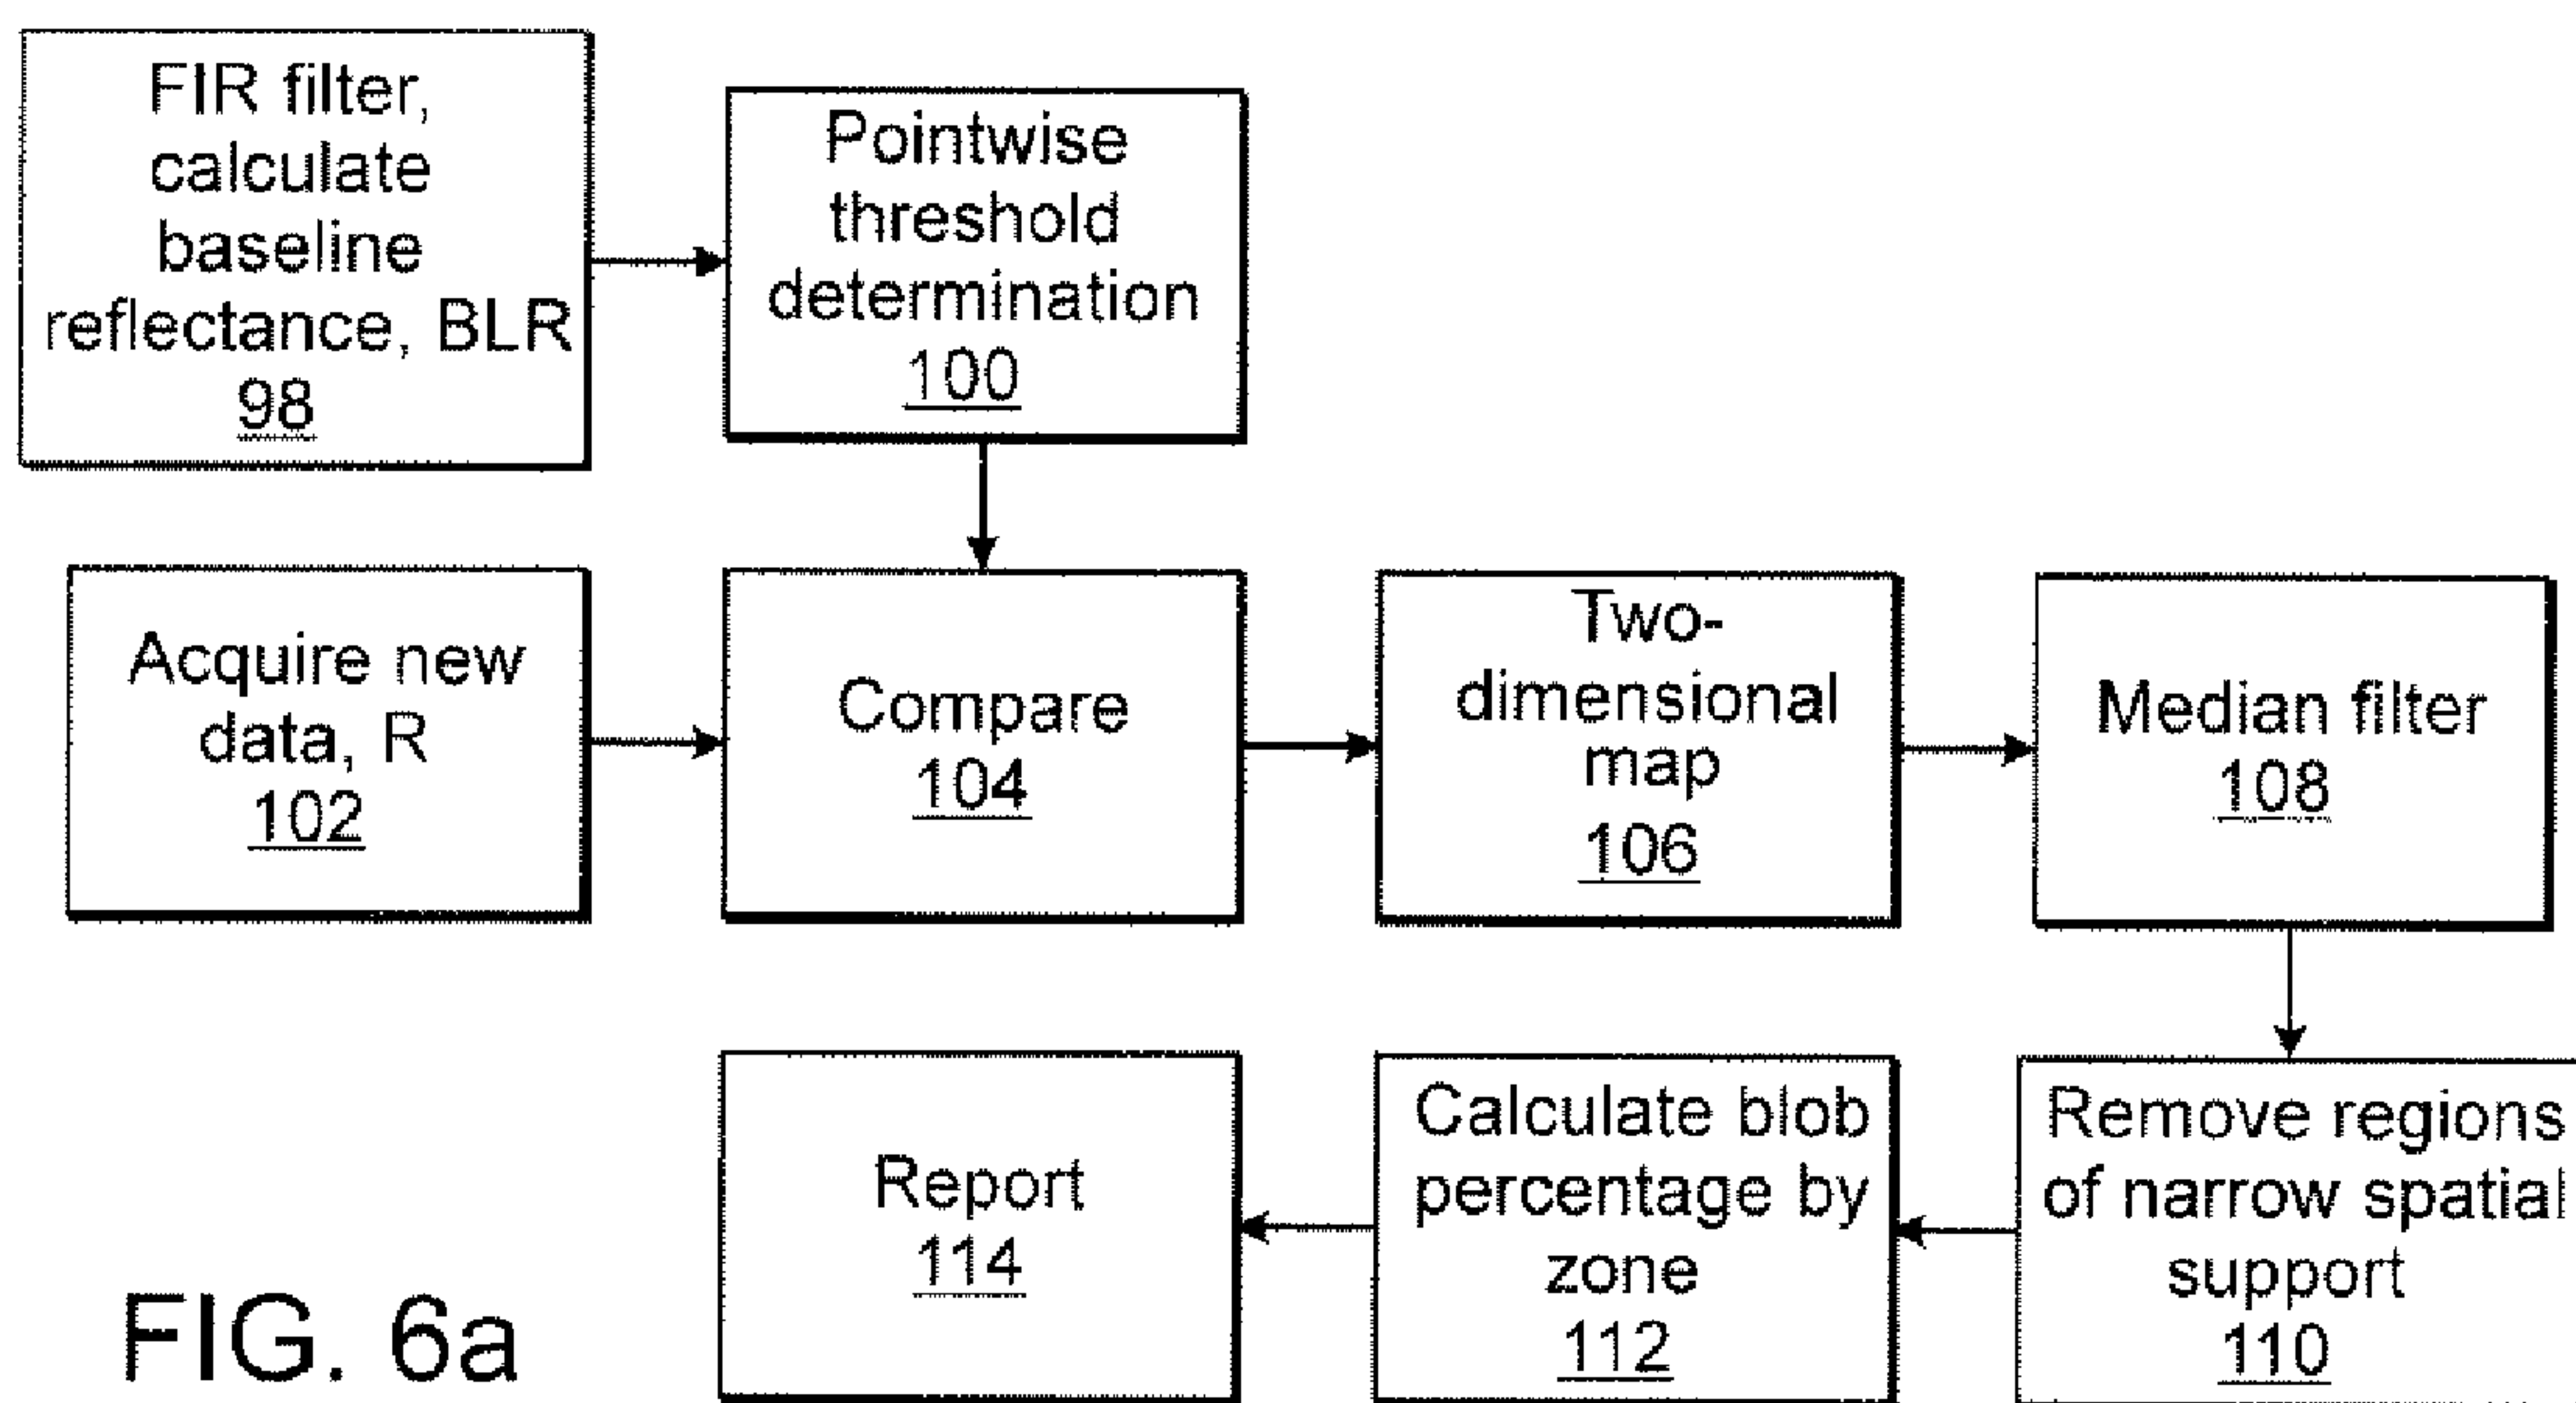 FIR filter,
calculate
baseline
reflectance, BLR
98
Pointwise
threshold
determination
100
Acquire new
data, R
102
Compare
104
Two-
dimensional
map
106
Median filter
108
Remove regions
of narrow spatial
support
110
Calculate blob
percentage by
zone
112
Report
114
FIG. 6a